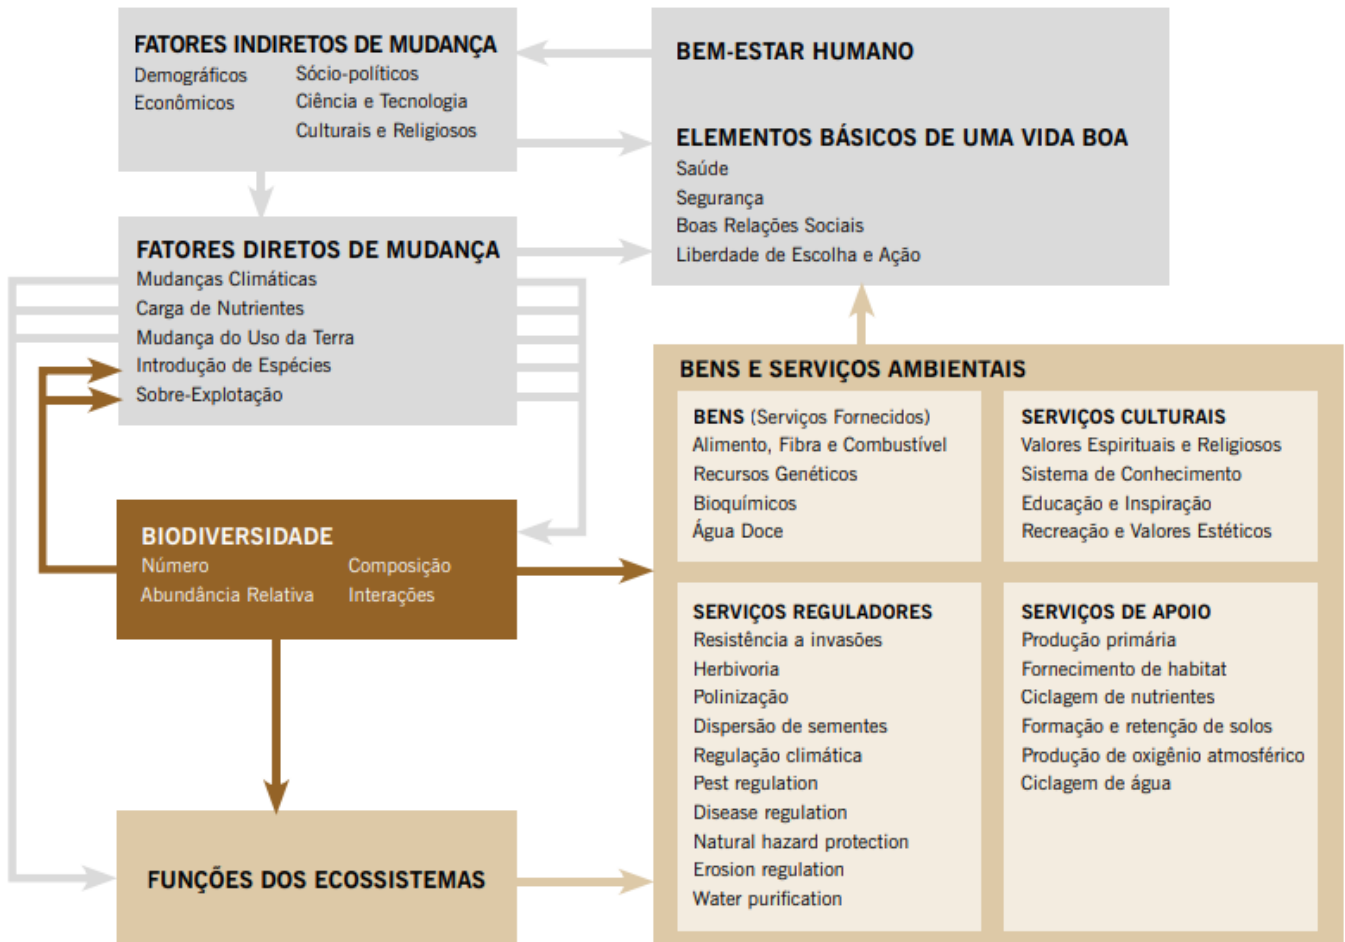 FATORES INDIRETOS DE MUDANÇA
Demográficos
Econômicos
Sócio-políticos
Ciência e Tecnologia
Culturais e Religiosos
BEM-ESTAR HUMANO
ELEMENTOS BÁSICOS DE UMA VIDA BOA
Saúde
Segurança
Boas Relações Sociais
Liberdade de Escolha e Ação
FATORES DIRETOS DE MUDANÇA
Mudanças Climáticas
Carga de Nutrientes
Mudança do Uso da Terra
Introdução de Espécies
Sobre-Explotação
BIODIVERSIDADE
Número
Abundância Relativa
Composição
Interações
FUNÇÕES DOS ECOSSISTEMAS
BENS E SERVIÇOS AMBIENTAIS
BENS (Serviços Fornecidos)
Alimento, Fibra e Combustível
Recursos Genéticos
Bioquímicos
Água Doce
SERVIÇOS CULTURAIS
Valores Espirituais e Religiosos
Sistema de Conhecimento
Educação e Inspiração
Recreação e Valores Estéticos
SERVIÇOS REGULADORES
Resistência a invasões
Herbivoria
Polinização
Dispersão de sementes
Regulação climática
Pest regulation
Disease regulation
Natural hazard protection
Erosion regulation
Water purification
SERVIÇOS DE APOIO
Produção primária
Fornecimento de habitat
Ciclagem de nutrientes
Formação e retenção de solos
Produção de oxigênio atmosférico
Ciclagem de água